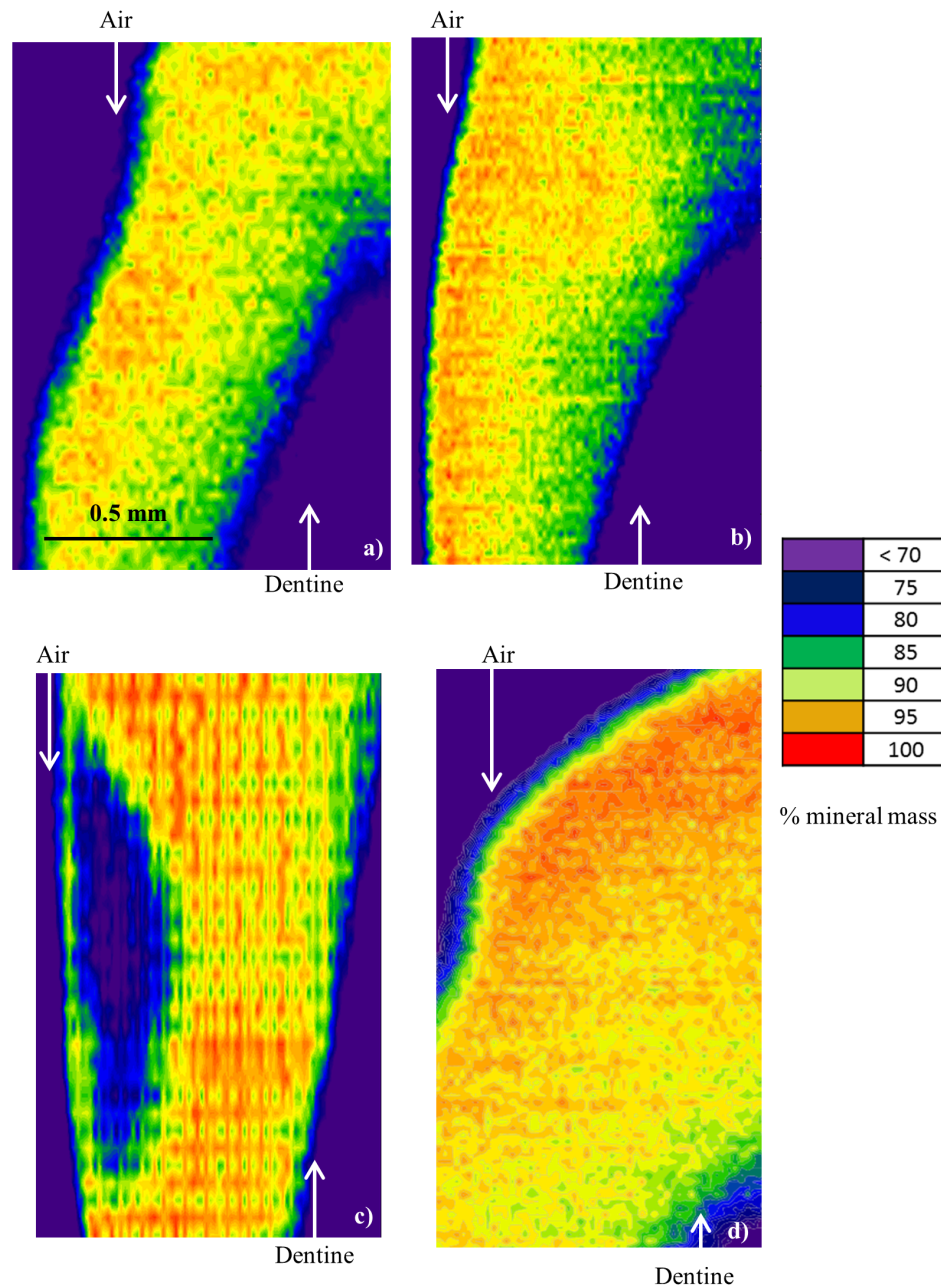 Air
Air
0.5 mm
a)
b)
Dentine
Dentine
< 70
75
80
85
90
95
100
% mineral mass
Air
Air
c)
d)
Dentine
Dentine